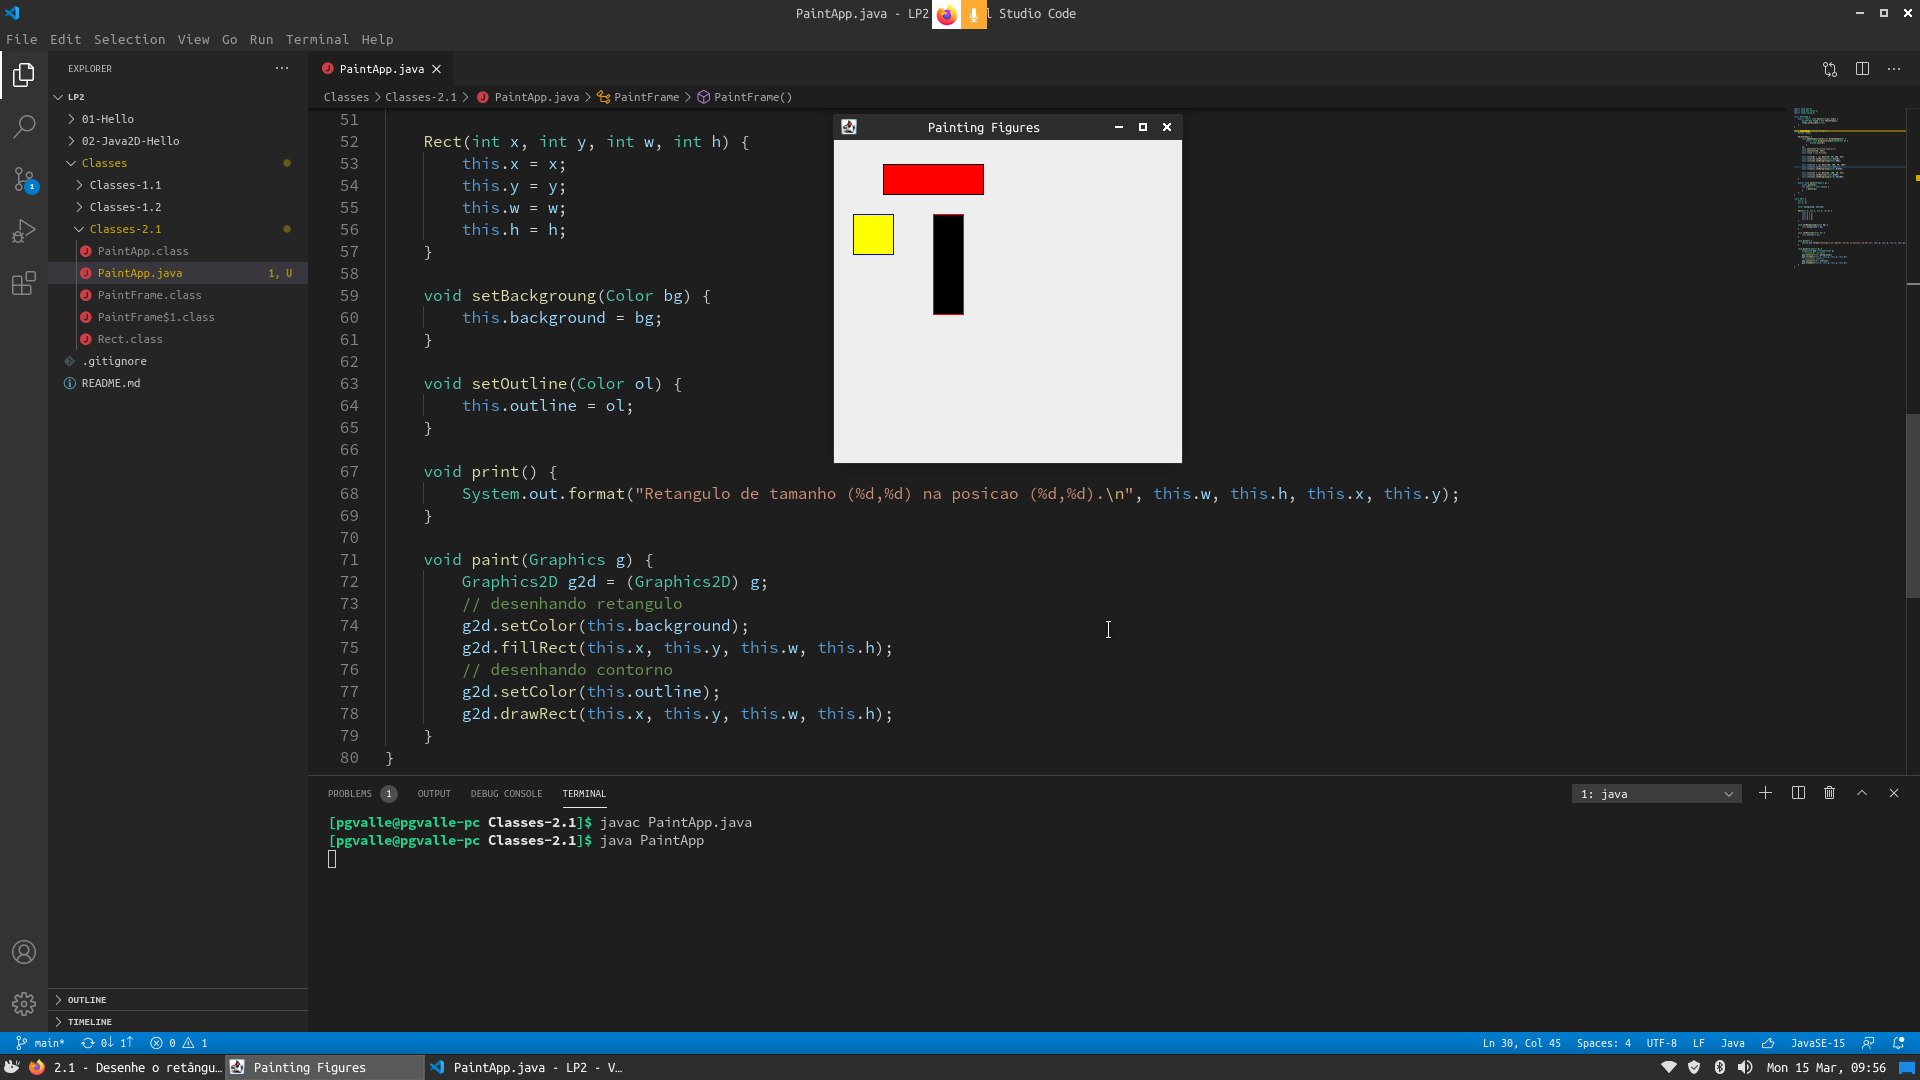 PaintApp.java - LP2
l Studio Code
File Edit Selection View Go Run Terminal Help
EXPLORER
LP2
01-Hello
02-Java2D-Hello
Classes
Classes-1.1
Classes-1.2
Classes-2.1
PaintApp.class
PaintApp.java 1, U
PaintFrame.class
PaintFrame$1.class
Rect.class
.gitignore
README.md
OUTLINE
TIMELINE
PaintApp.java
Classes > Classes-2.1 > PaintApp.java > PaintFrame > PaintFrame()
Painting Figures
51
52 Rect(int x, int y, int w, int h) {
53 this.x = x;
54 this.y = y;
55 this.w = w;
56 this.h = h;
57 }
58
59 void setBackgroung(Color bg) {
60 this.background = bg;
61 }
62
63 void setOutline(Color ol) {
64 this.outline = ol;
65 }
66
67 void print() {
68 System.out.format("Retangulo de tamanho (%d,%d) na posicao (%d,%d).\n", this.w, this.h, this.x, this.y);
69 }
70
71 void paint(Graphics g) {
72 Graphics2D g2d = (Graphics2D) g;
73 // desenhando retangulo
74 g2d.setColor(this.background);
75 g2d.fillRect(this.x, this.y, this.w, this.h);
76 // desenhando contorno
77 g2d.setColor(this.outline);
78 g2d.drawRect(this.x, this.y, this.w, this.h);
79 }
80 }
PROBLEMS 1 OUTPUT DEBUG CONSOLE TERMINAL
1: java
[pgvalle@pgvalle-pc Classes-2.1]$ javac PaintApp.java
[pgvalle@pgvalle-pc Classes-2.1]$ java PaintApp
main* 0↓ 1↑ 0 1
Ln 30, Col 45 Spaces: 4 UTF-8 LF Java JavaSE-15
2.1 - Desenhe o retângu...
Painting Figures
PaintApp.java - LP2 - V...
Mon 15 Mar, 09:56